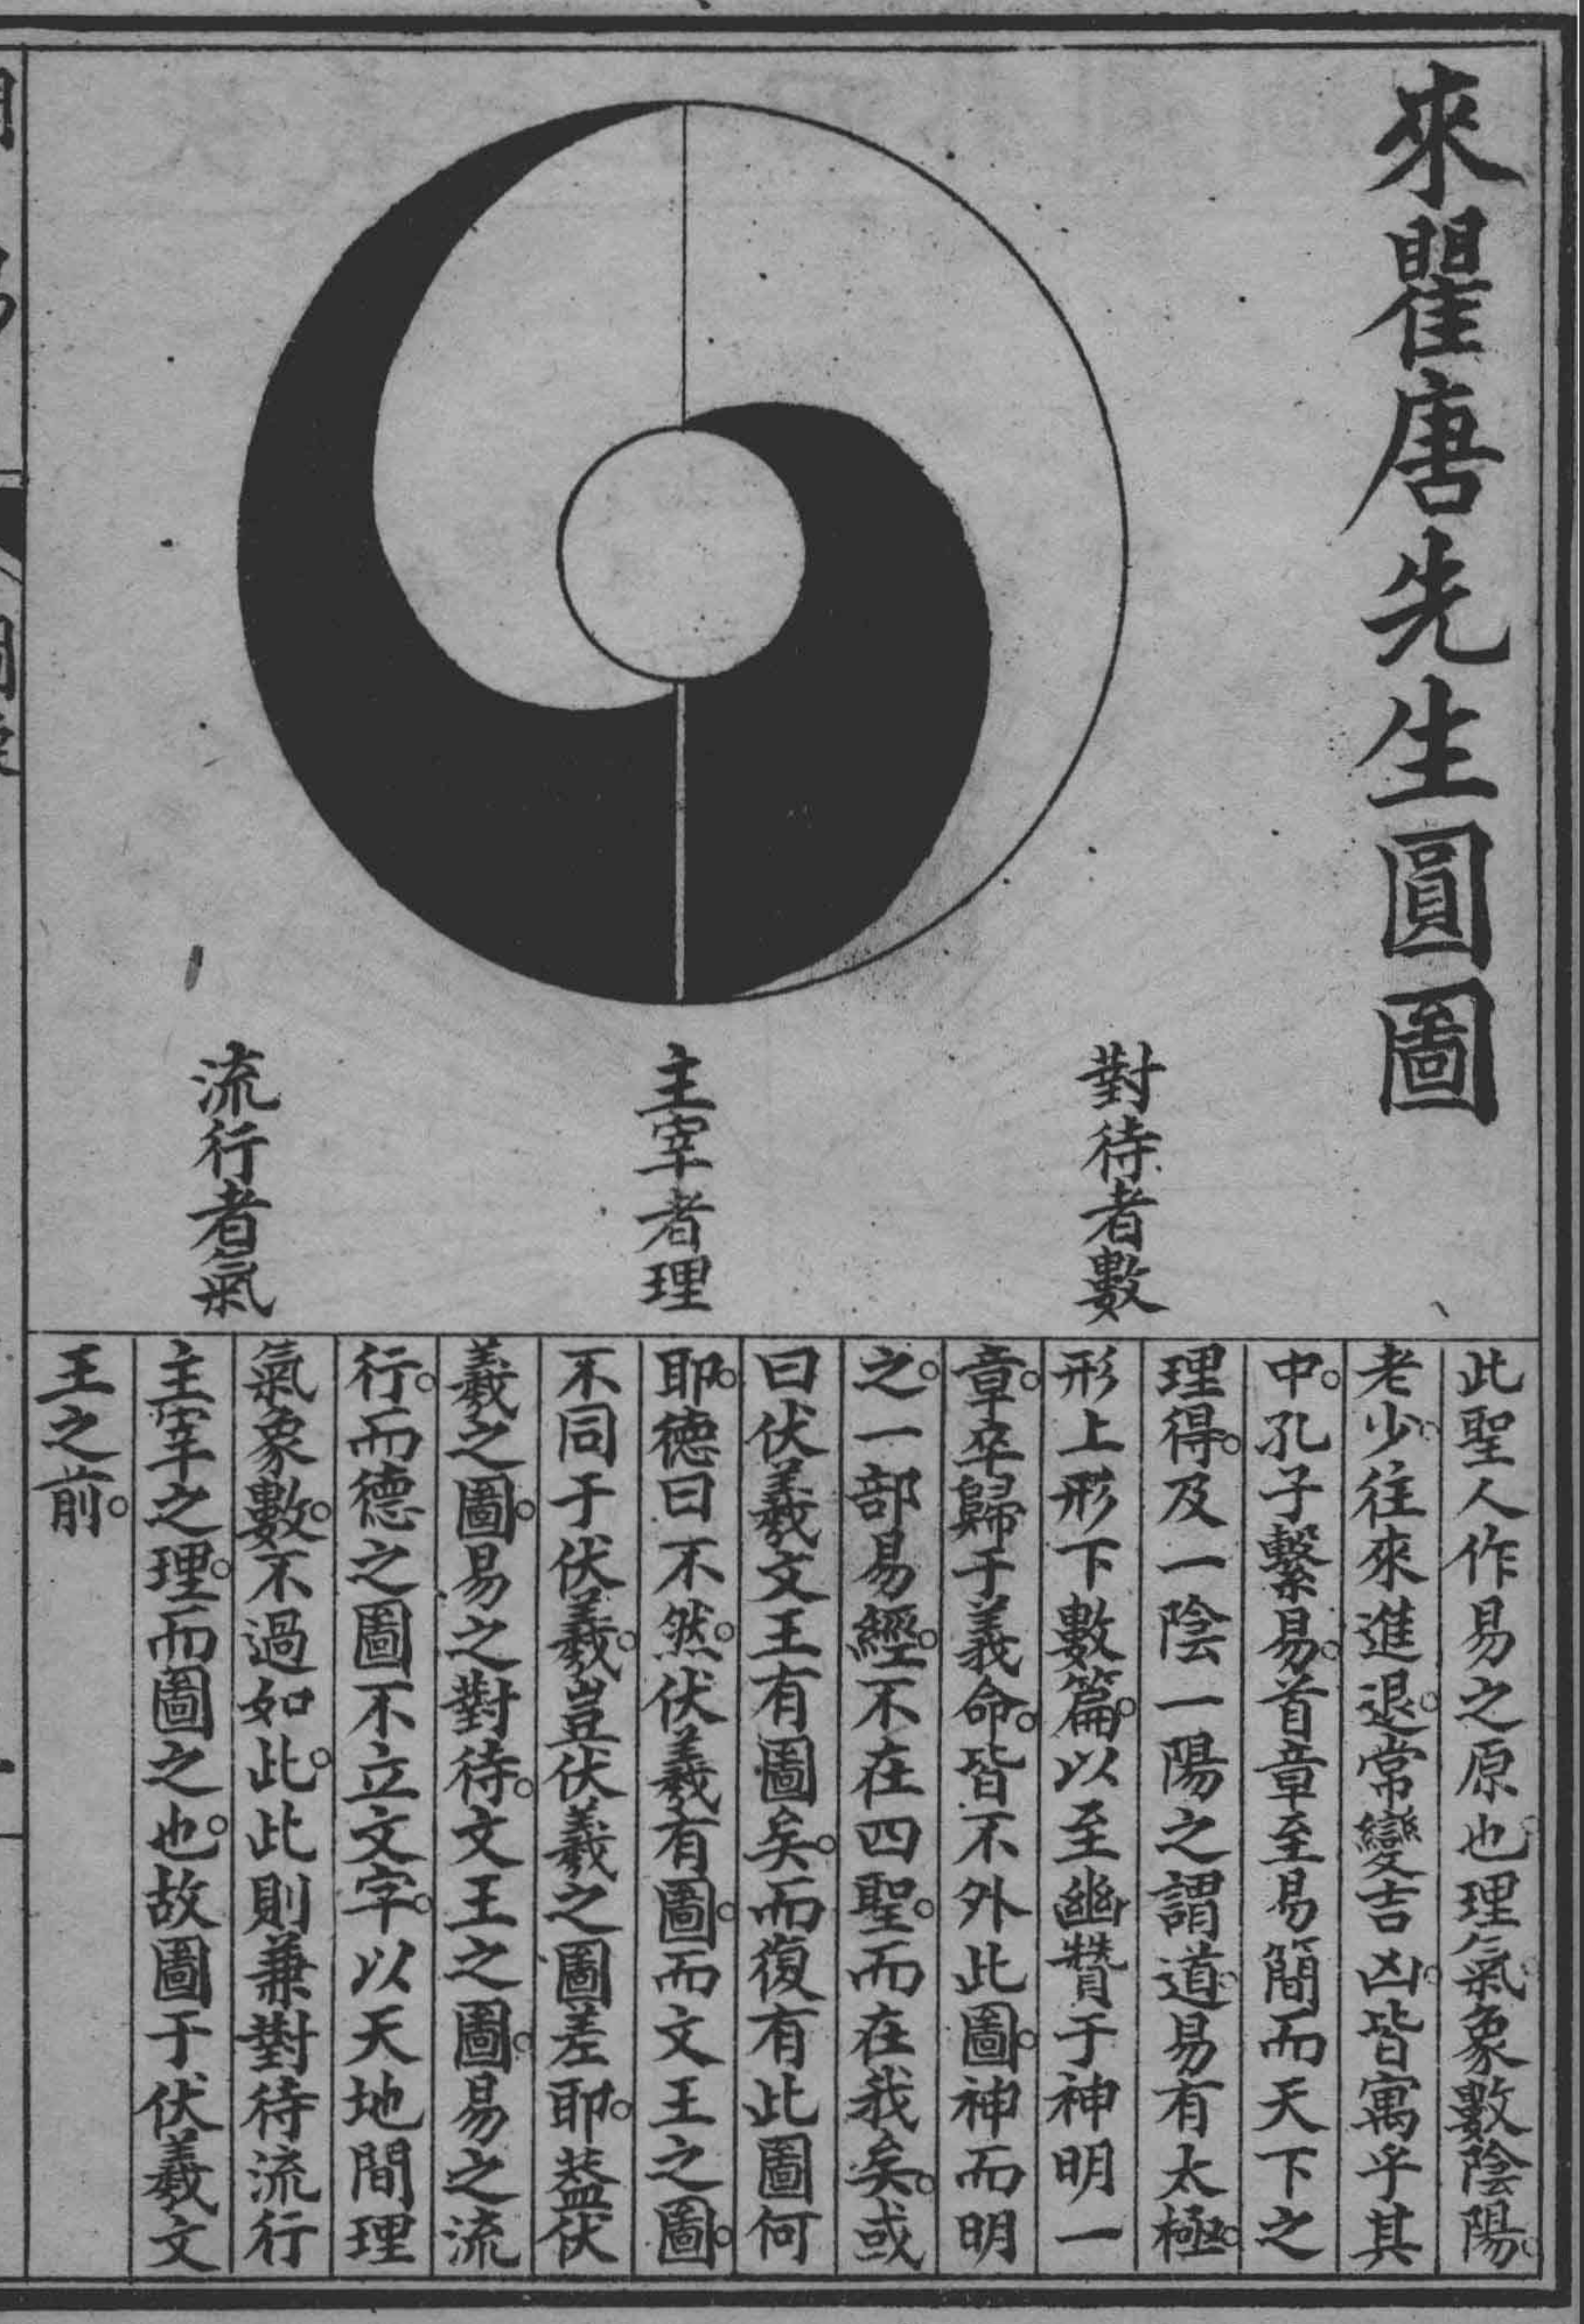 來瞿唐先生圓圖
對待者數
主宰者理
流行者氣
此聖人作易之原也理氣象數陰陽。
老少。往來進退。常變吉凶。皆寓乎其
中。孔子繫易。首章至易簡而天下之
理得。及一陰一陽之謂道。易有太極。
形上形下數篇。以至幽贊于神明一
章。卒歸于義命。皆不外此圖。神而明
之。一部易經。不在四聖。而在我矣。或
曰伏羲文王有圖矣。而復有此圖何
耶。德曰不然。伏羲有圖。而文王之圖。
不同于伏羲。豈伏羲之圖差耶。葢伏
羲之圖。易之對待。文王之圖。易之流
行。而德之圖不立文字。以天地間理
氣象數。不過如此。此則兼對待流行
主宰之理。而圖之也。故圖于伏羲文
王之前。